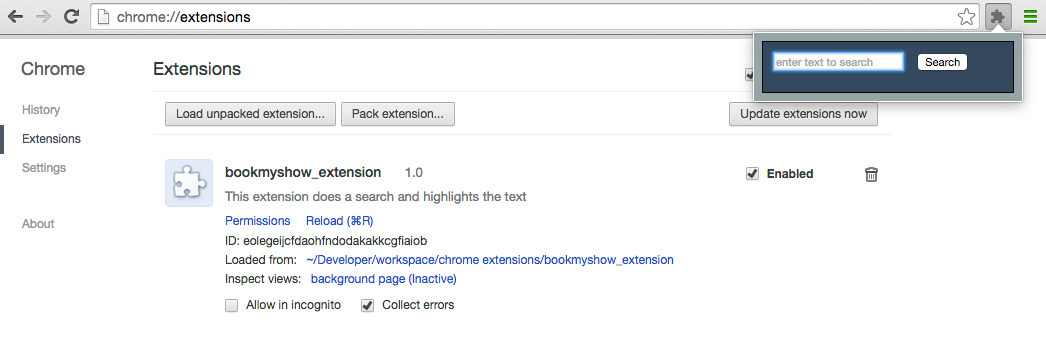 chrome://extensions
enter text to search Search
Chrome
Extensions
History
Extensions
Settings
About
Load unpacked extension... Pack extension... Update extensions now
bookmyshow_extension 1.0 Enabled
This extension does a search and highlights the text
Permissions Reload (⌘R)
ID: eolegeijcfdaohfndodakakkcgfiaiob
Loaded from: ~/Developer/workspace/chrome extensions/bookmyshow_extension
Inspect views: background page (Inactive)
Allow in incognito Collect errors